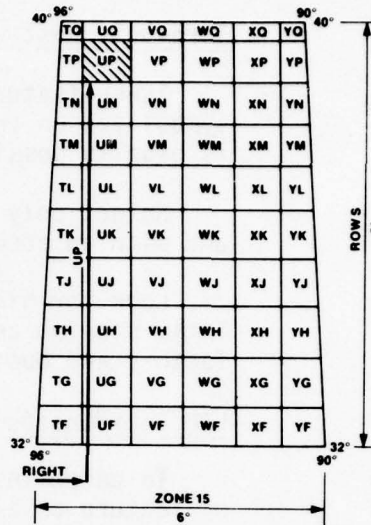 96° 90°
40° TQ UQ VQ WQ XQ YQ 40°
TP UP VP WP XP YP
TN UN VN WN XN YN
TM UM VM WM XM YM
TL UL VL WL XL YL
TK UK VK WK XK YK
UP
ROWS
TJ UJ VJ WJ XJ YJ
TH UH VH WH XH YH
TG UG VG WG XG YG
TF UF VF WF XF YF
32° 32°
96° 90°
RIGHT
ZONE 15
6°